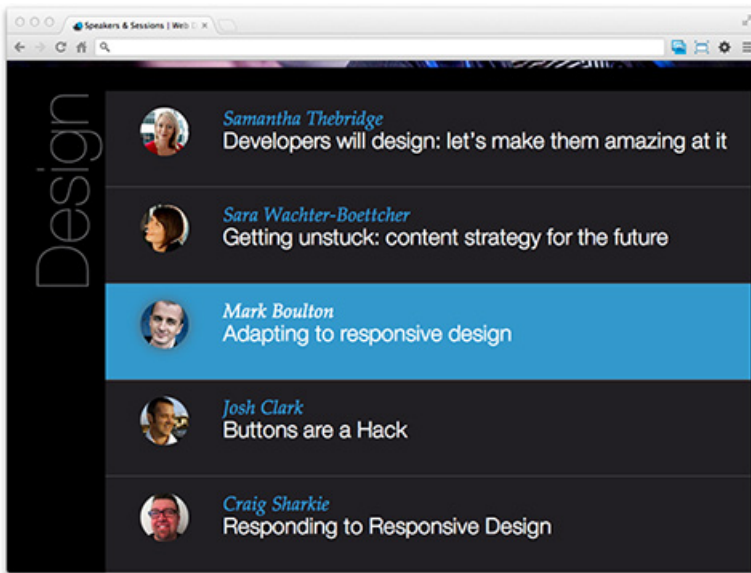 Speakers & Sessions | Web D
Design
Samantha Thebridge
Developers will design: let's make them amazing at it
Sara Wachter-Boettcher
Getting unstuck: content strategy for the future
Mark Boulton
Adapting to responsive design
Josh Clark
Buttons are a Hack
Craig Sharkie
Responding to Responsive Design